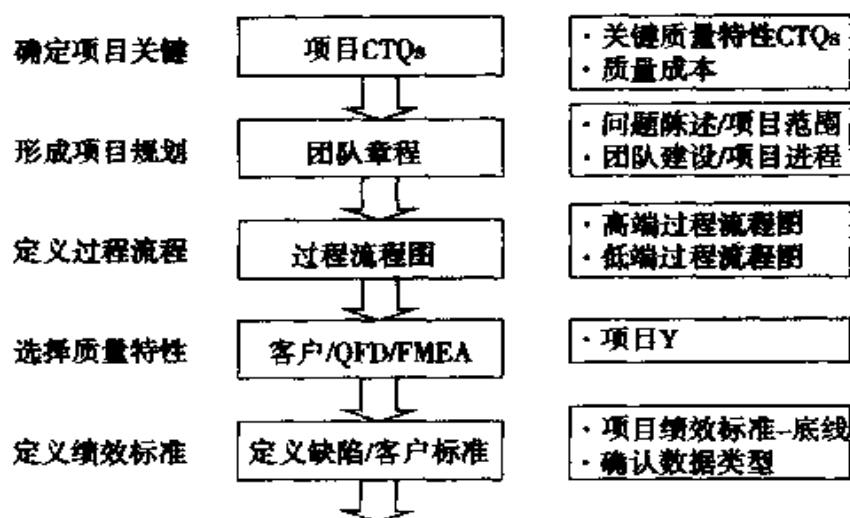 确定项目关键
项目CTQs
· 关键质量特性CTQs
· 质量成本
形成项目规划
团队章程
· 问题陈述/项目范围
· 团队建设/项目进程
定义过程流程
过程流程图
· 高端过程流程图
· 低端过程流程图
选择质量特性
客户/QFD/FMEA
· 项目Y
定义绩效标准
定义缺陷/客户标准
· 项目绩效标准-底线
· 确认数据类型